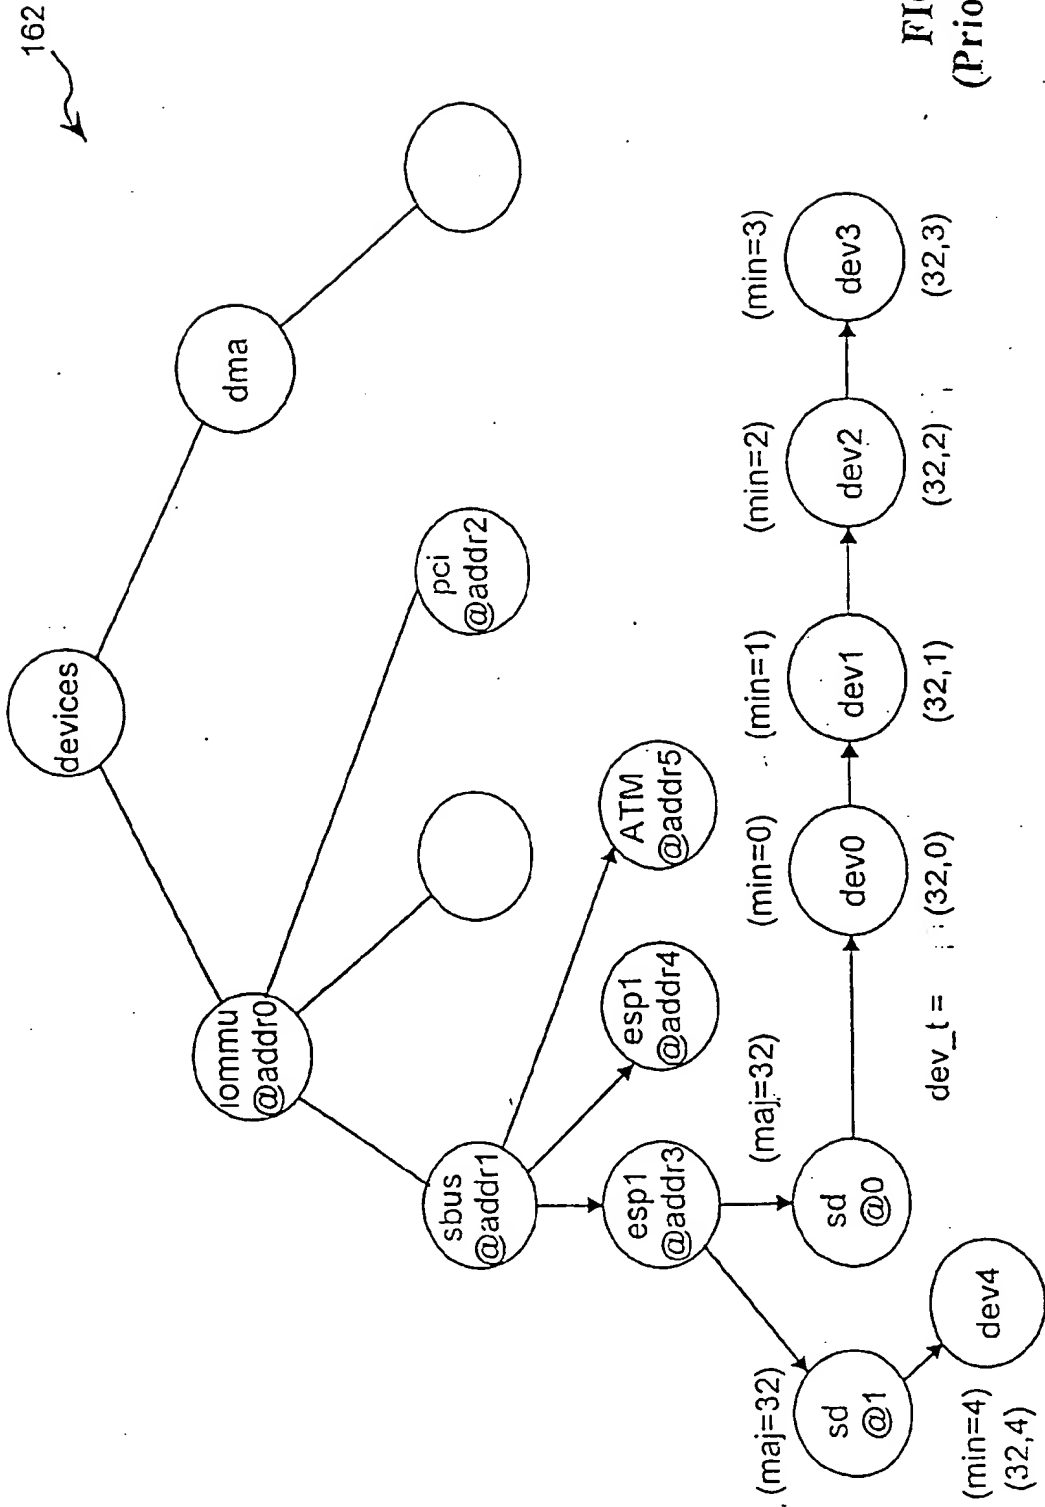 162
devices
dma
iommu
@addr0
pci
@addr2
sbus
@addr1
esp1
@addr3
esp1
@addr4
ATM
@addr5
(maj=32)
sd
@1
(maj=32)
sd
@0
(min=0)
dev0
(min=1)
dev1
(min=2)
dev2
(min=3)
dev3
dev_t =
(32,0)
(32,1)
(32,2)
(32,3)
dev4
(min=4)
(32,4)